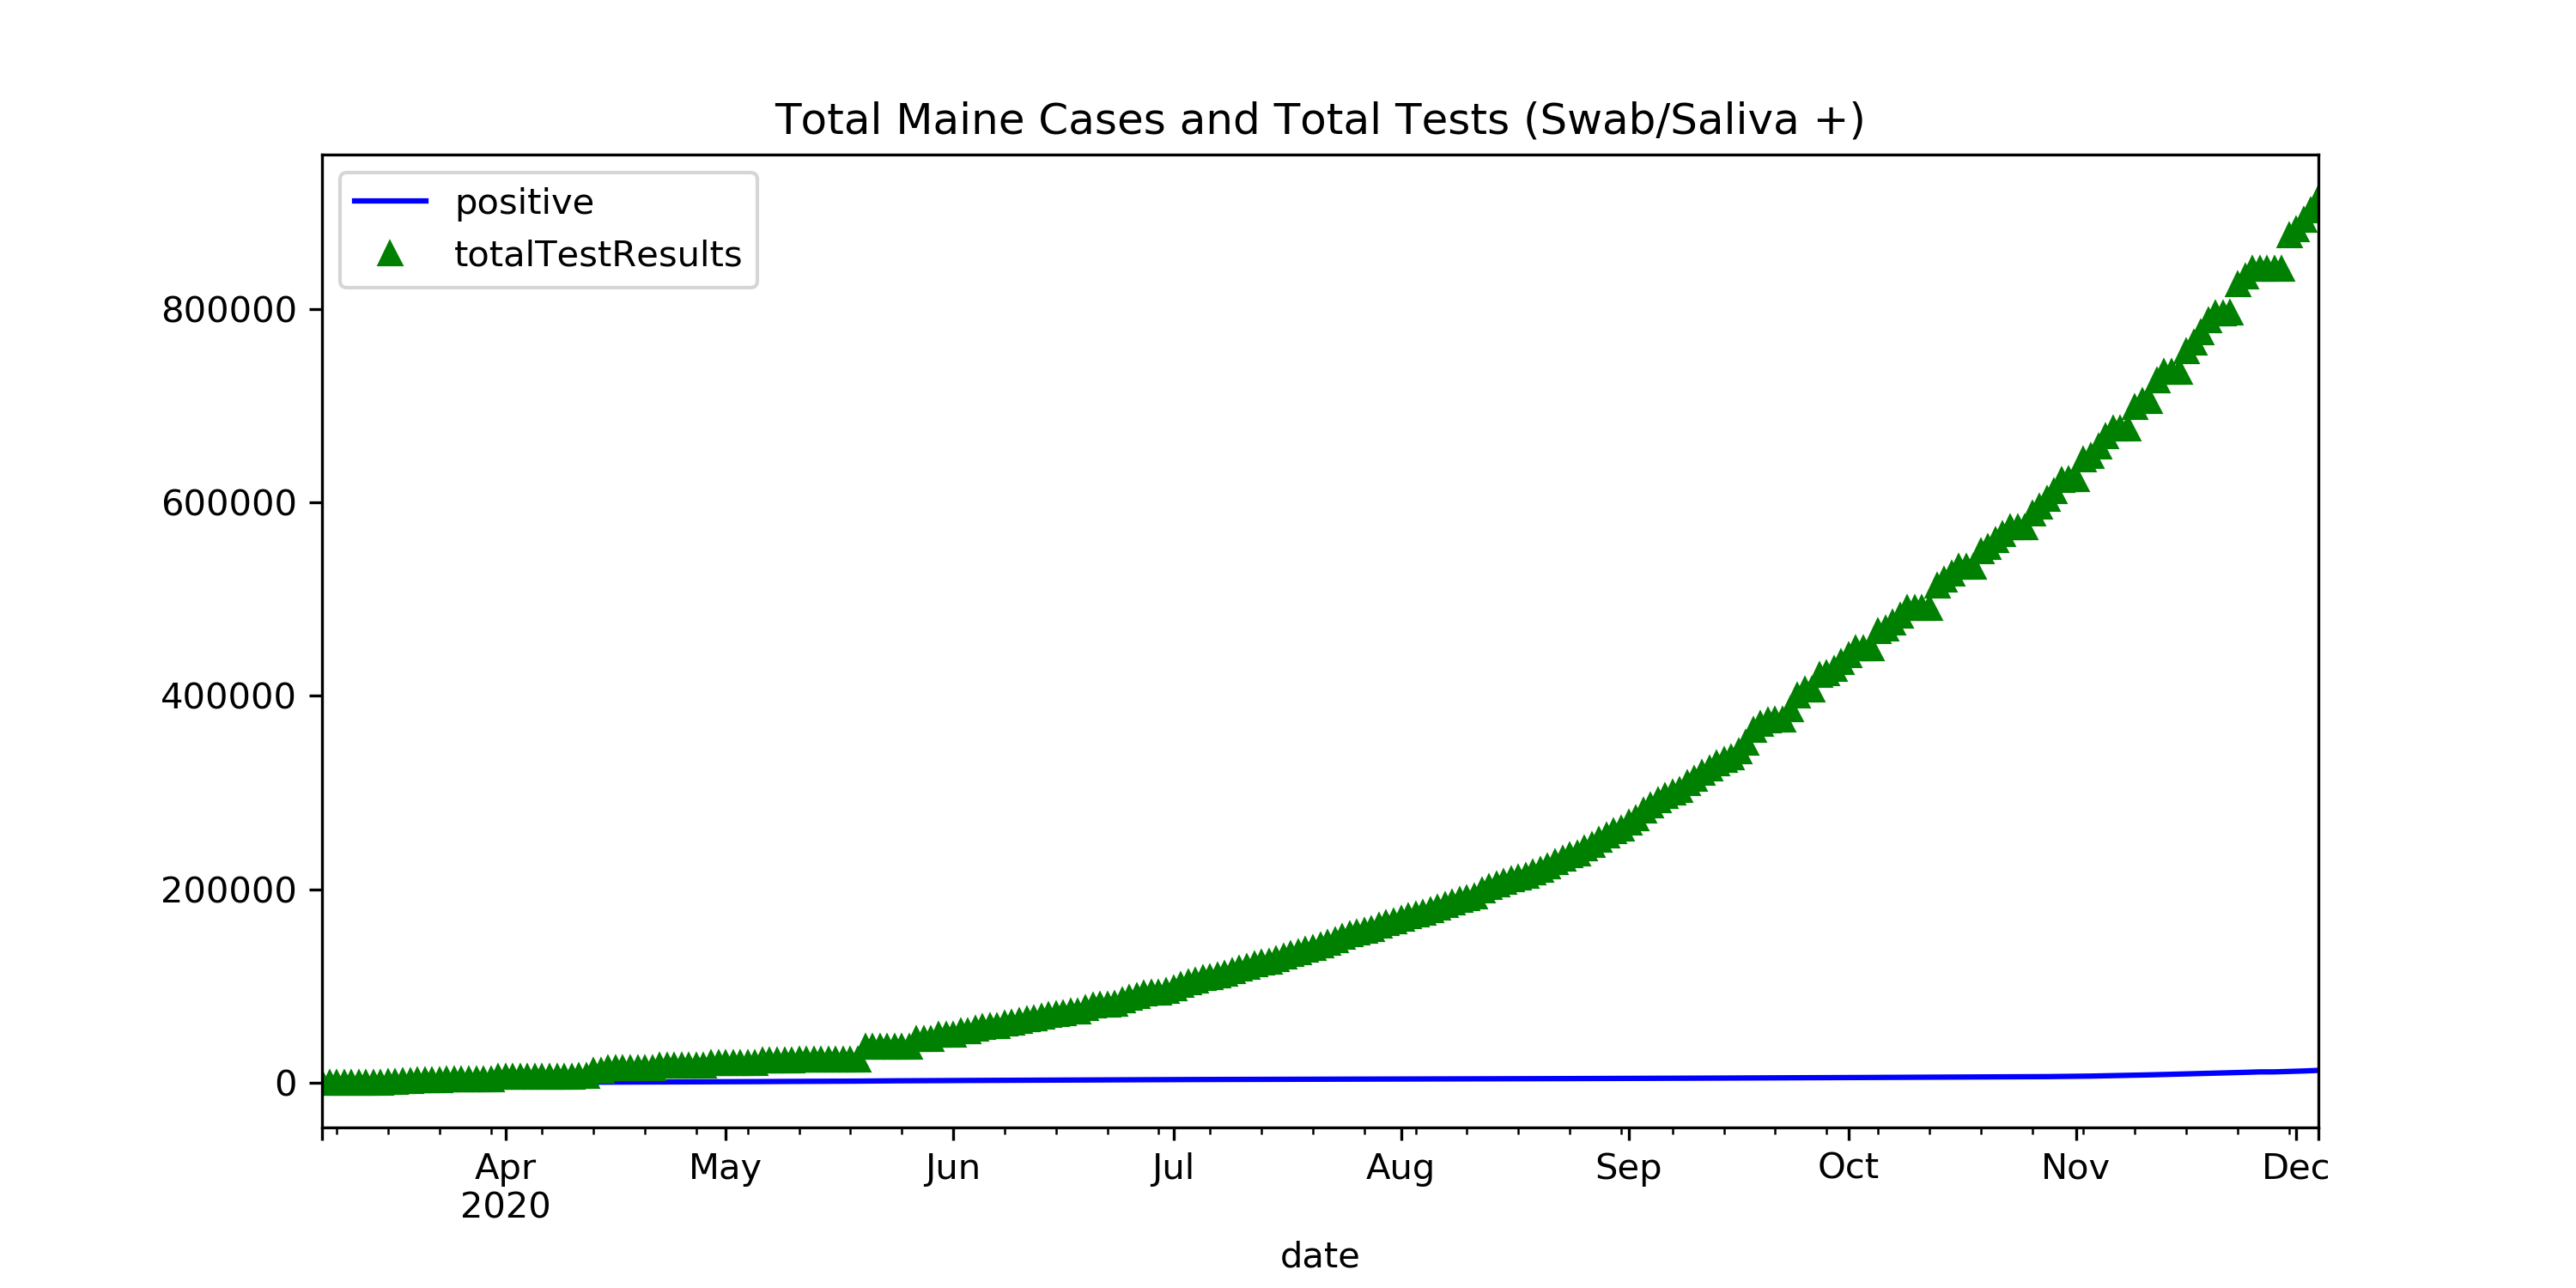 Total Maine Cases and Total Tests (Swab/Saliva +)
positive
totalTestResults
800000
600000
400000
200000
0
Apr May Jun Jul Aug Sep Oct Nov Dec
2020
date